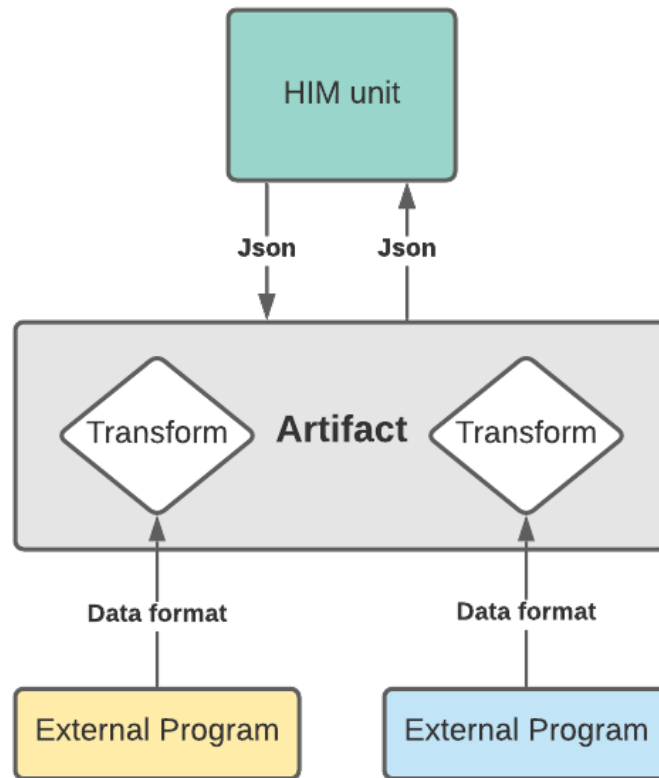 HIM unit
Json
Json
Transform
Artifact
Transform
Data format
Data format
External Program
External Program